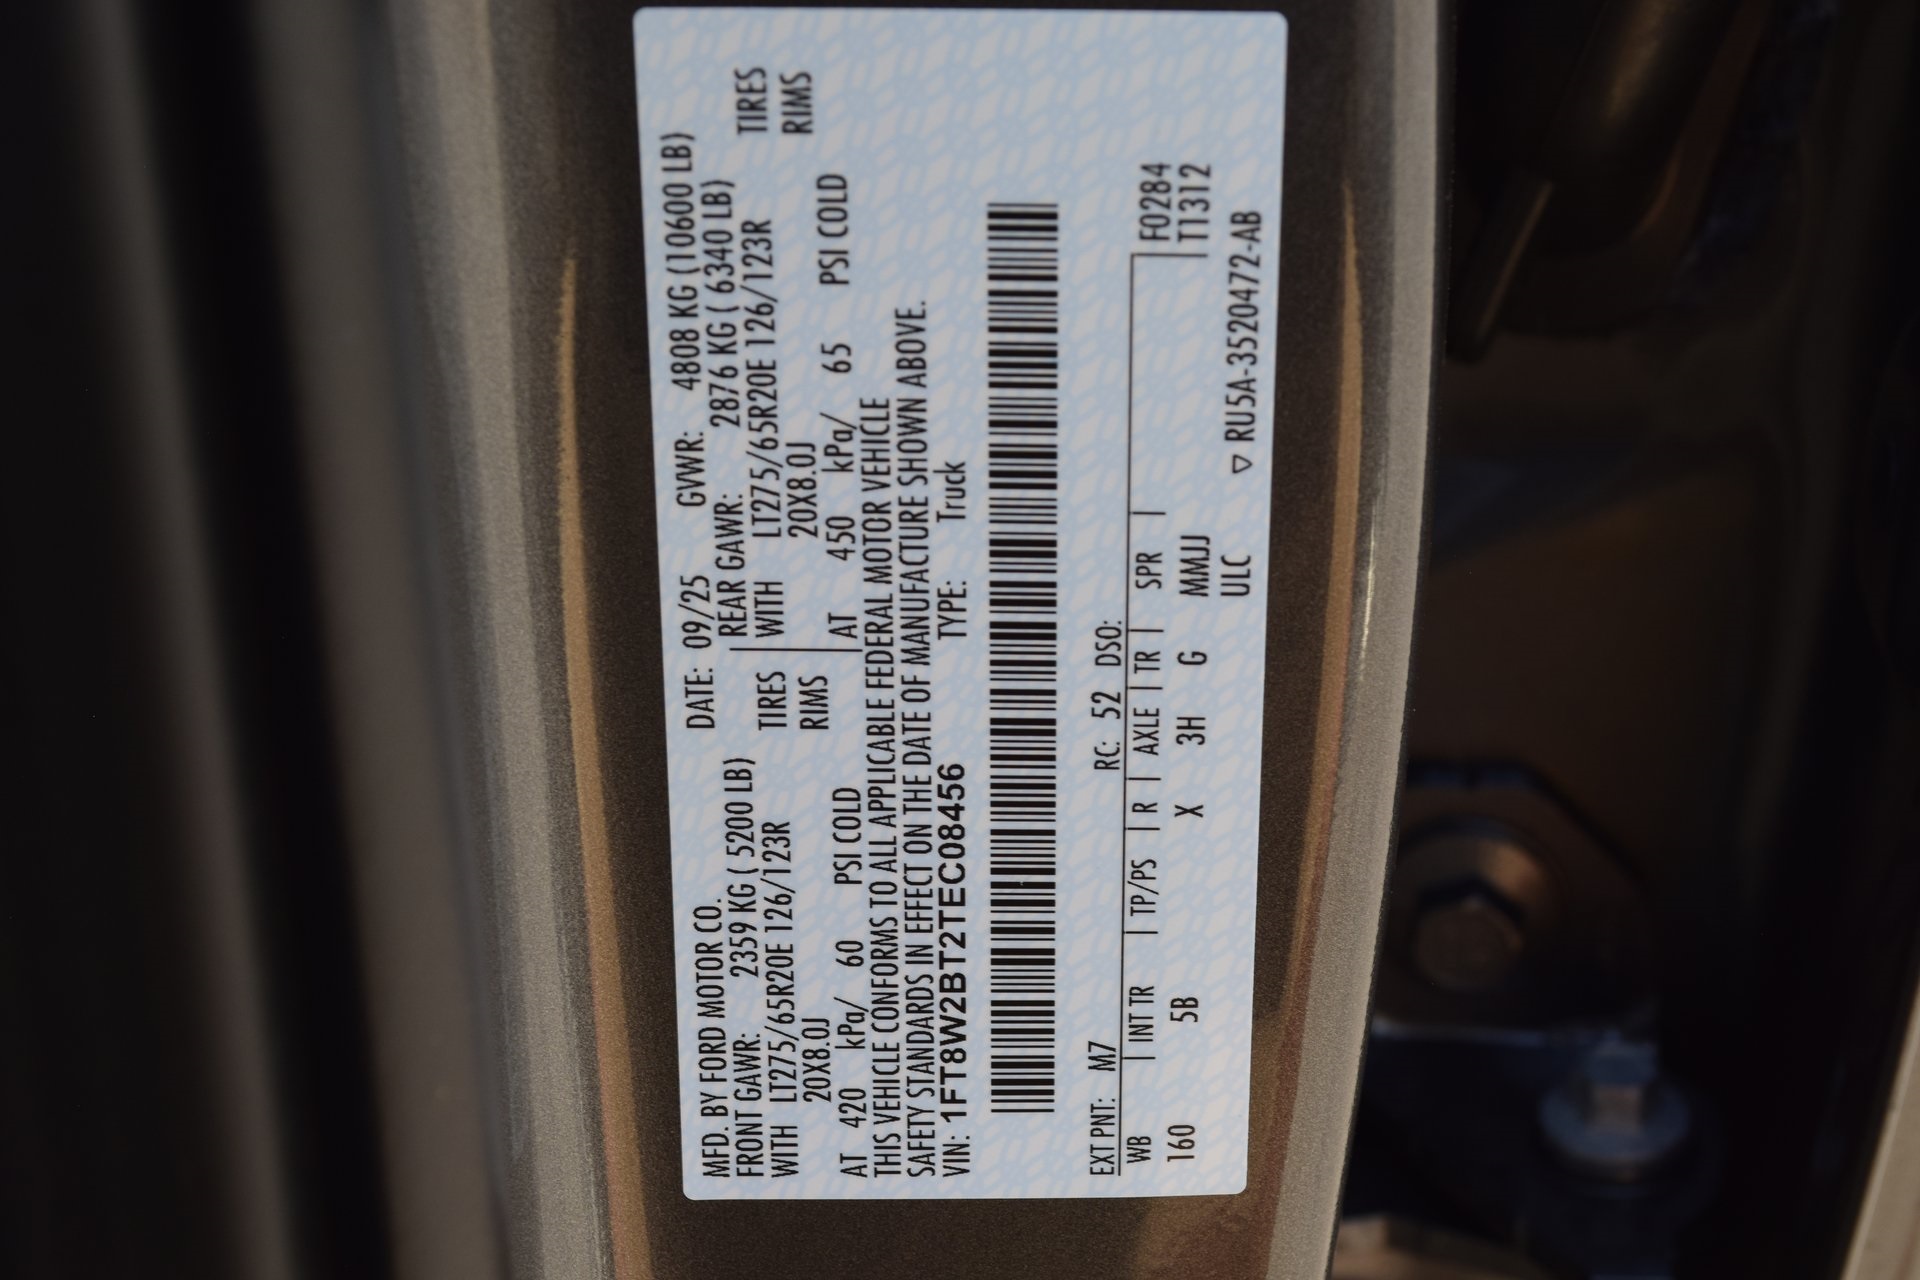 MFD. BY FORD MOTOR CO. DATE: 09/25 GVWR: 4808 KG (10600 LB)
FRONT GAWR: 2359 KG ( 5200 LB) REAR GAWR: 2876 KG ( 6340 LB)
WITH LT275/65R20E 126/123R TIRES WITH LT275/65R20E 126/123R TIRES
20X8.0J RIMS 20X8.0J RIMS
AT 420 kPa/ 60 PSI COLD AT 450 kPa/ 65 PSI COLD
THIS VEHICLE CONFORMS TO ALL APPLICABLE FEDERAL MOTOR VEHICLE
SAFETY STANDARDS IN EFFECT ON THE DATE OF MANUFACTURE SHOWN ABOVE.
VIN: 1FT8W2BT2TEC08456 TYPE: Truck
EXT PNT: M7 RC: 52 DSO:
WB | INT TR | TP/PS | R | AXLE | TR | SPR | F0284
160 5B X 3H G MMJJ T1312
ULC ▽ RU5A-3520472-AB